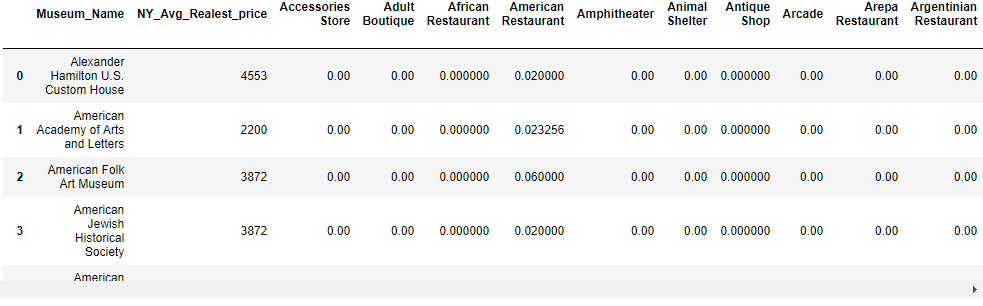 Museum_Name NY_Avg_Realest_price Accessories Store Adult Boutique African Restaurant American Restaurant Amphitheater Animal Shelter Antique Shop Arcade Arepa Restaurant Argentinian Restaurant
0 Alexander Hamilton U.S. Custom House 4553 0.00 0.00 0.000000 0.020000 0.00 0.00 0.000000 0.00 0.00 0.00
1 American Academy of Arts and Letters 2200 0.00 0.00 0.000000 0.023256 0.00 0.00 0.000000 0.00 0.00 0.00
2 American Folk Art Museum 3872 0.00 0.00 0.000000 0.060000 0.00 0.00 0.000000 0.00 0.00 0.00
3 American Jewish Historical Society 3872 0.00 0.00 0.000000 0.020000 0.00 0.00 0.000000 0.00 0.00 0.00
American